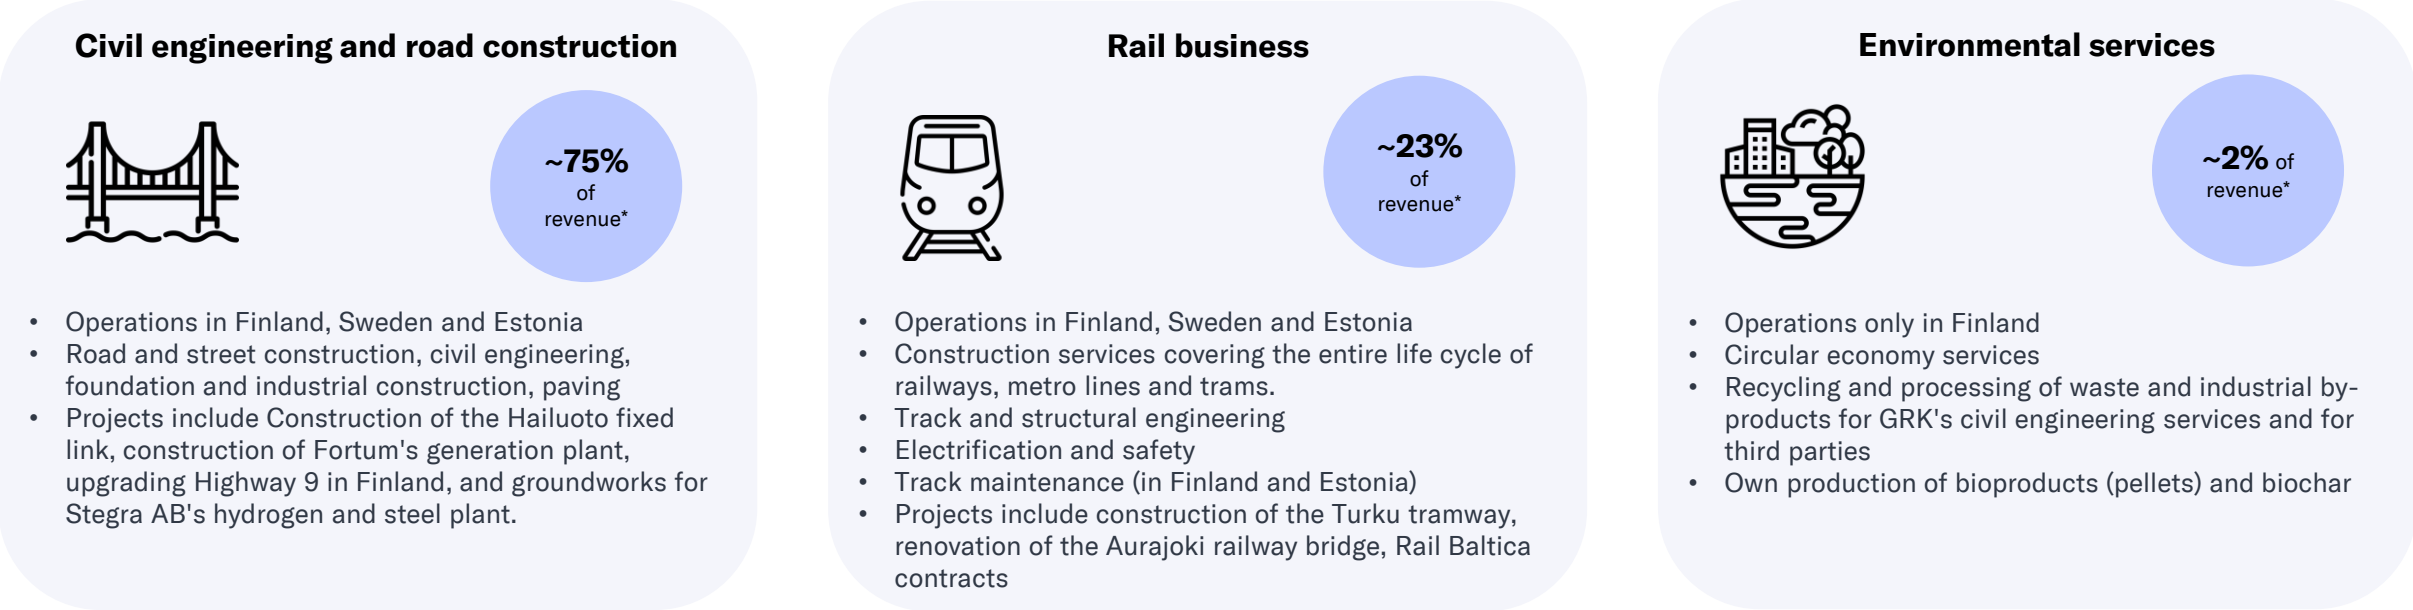 Civil engineering and road construction
~75%
of
revenue*
• Operations in Finland, Sweden and Estonia
• Road and street construction, civil engineering,
foundation and industrial construction, paving
• Projects include Construction of the Hailuoto fixed
link, construction of Fortum's generation plant,
upgrading Highway 9 in Finland, and groundworks for
Stegra AB's hydrogen and steel plant.
Rail business
~23%
of
revenue*
• Operations in Finland, Sweden and Estonia
• Construction services covering the entire life cycle of
railways, metro lines and trams.
• Track and structural engineering
• Electrification and safety
• Track maintenance (in Finland and Estonia)
• Projects include construction of the Turku tramway,
renovation of the Aurajoki railway bridge, Rail Baltica
contracts
Environmental services
~2% of
revenue*
• Operations only in Finland
• Circular economy services
• Recycling and processing of waste and industrial by-
products for GRK's civil engineering services and for
third parties
• Own production of bioproducts (pellets) and biochar